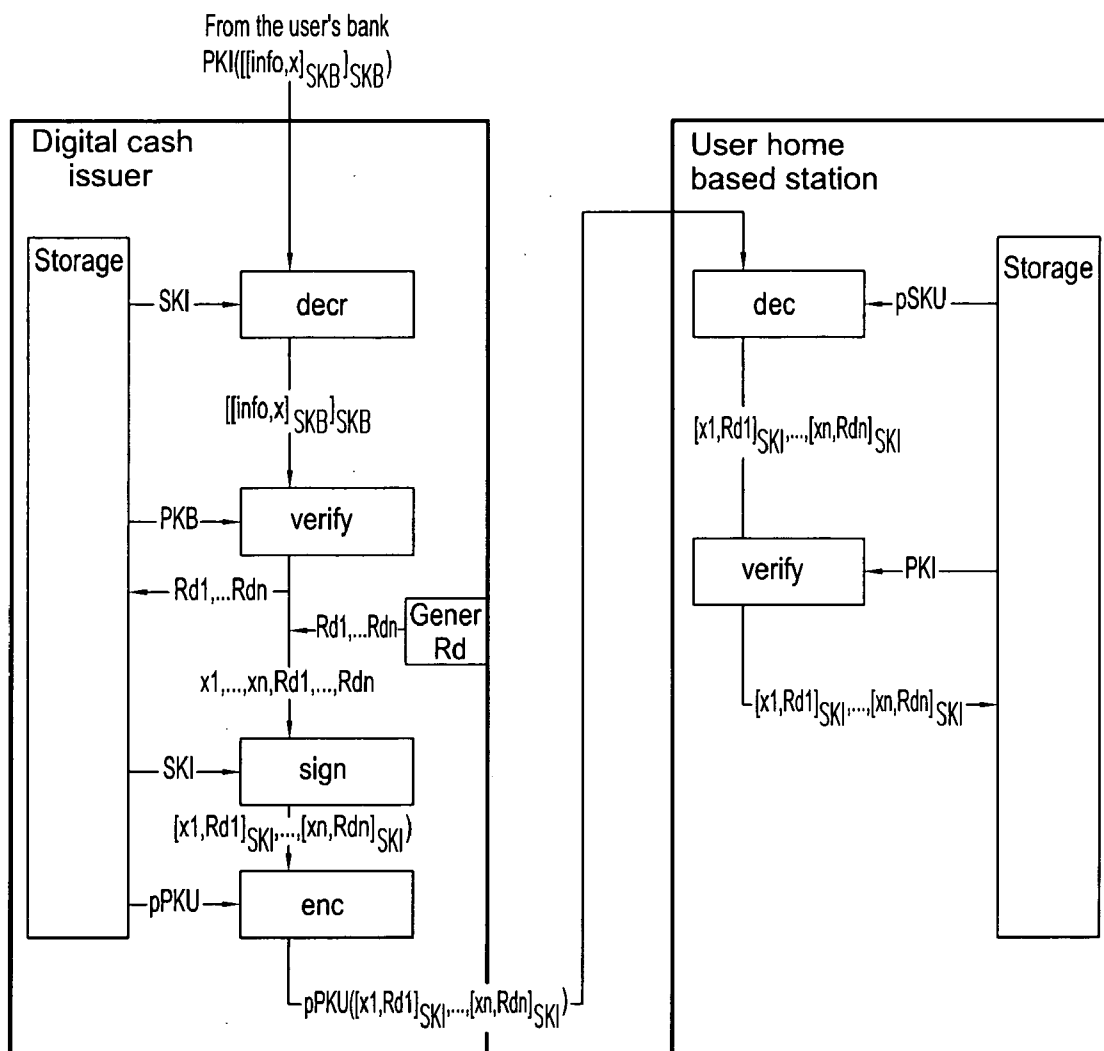 From the user's bank
PKI([[info,x]SKB]SKB)
Digital cash
issuer
Storage
SKI
decr
[[info,x]SKB]SKB
PKB
verify
Rd1,...Rdn
Rd1,...Rdn
Gener
Rd
x1,...,xn,Rd1,...,Rdn
SKI
sign
[x1,Rd1]SKI,...,[xn,Rdn]SKI)
pPKU
enc
pPKU([x1,Rd1]SKI,...,[xn,Rdn]SKI)
User home
based station
Storage
dec
pSKU
[x1,Rd1]SKI,...,[xn,Rdn]SKI
verify
PKI
[x1,Rd1]SKI,...,[xn,Rdn]SKI